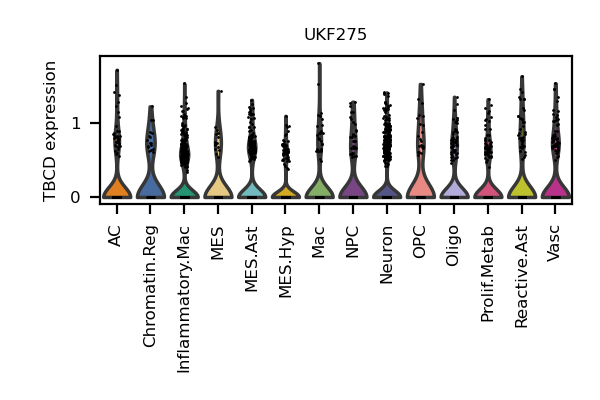 UKF275
TBCD expression
1
0
AC
Chromatin.Reg
Inflammatory.Mac
MES
MES.Ast
MES.Hyp
Mac
NPC
Neuron
OPC
Oligo
Prolif.Metab
Reactive.Ast
Vasc